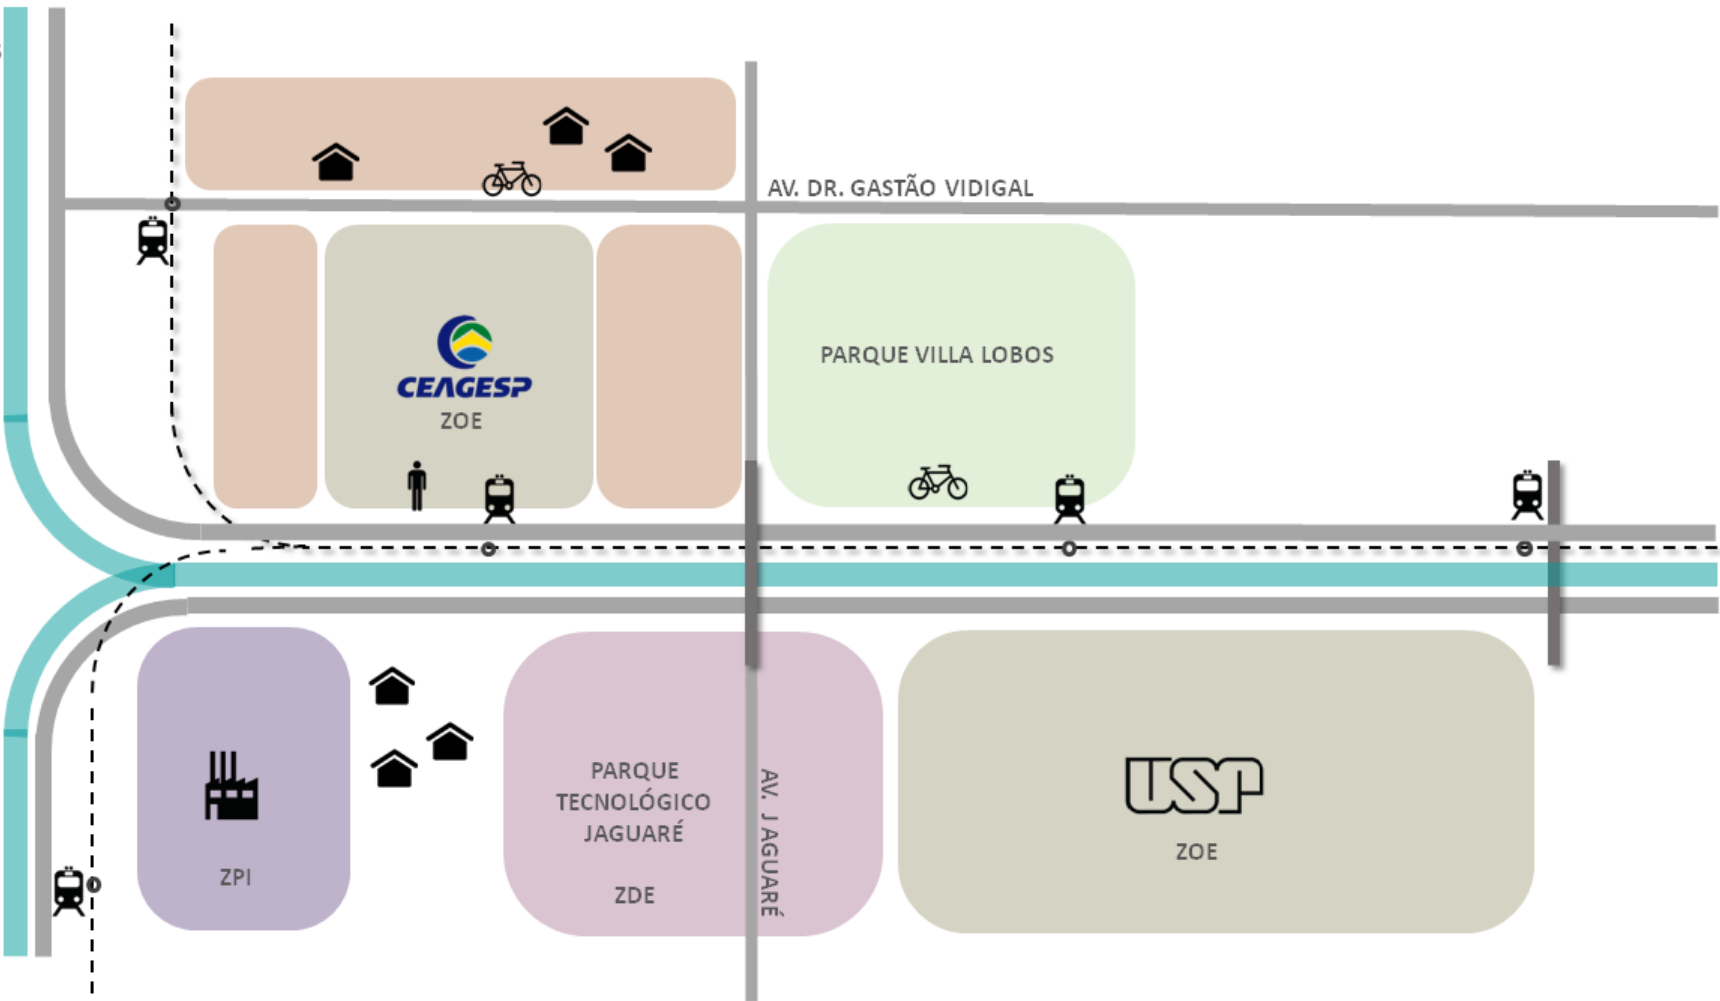 AV. DR. GASTÃO VIDIGAL
CEAGESP
ZOE
PARQUE VILLA LOBOS
PARQUE
TECNOLÓGICO
JAGUARÉ
ZDE
AV. JAGUARÉ
USP
ZOE
ZPI